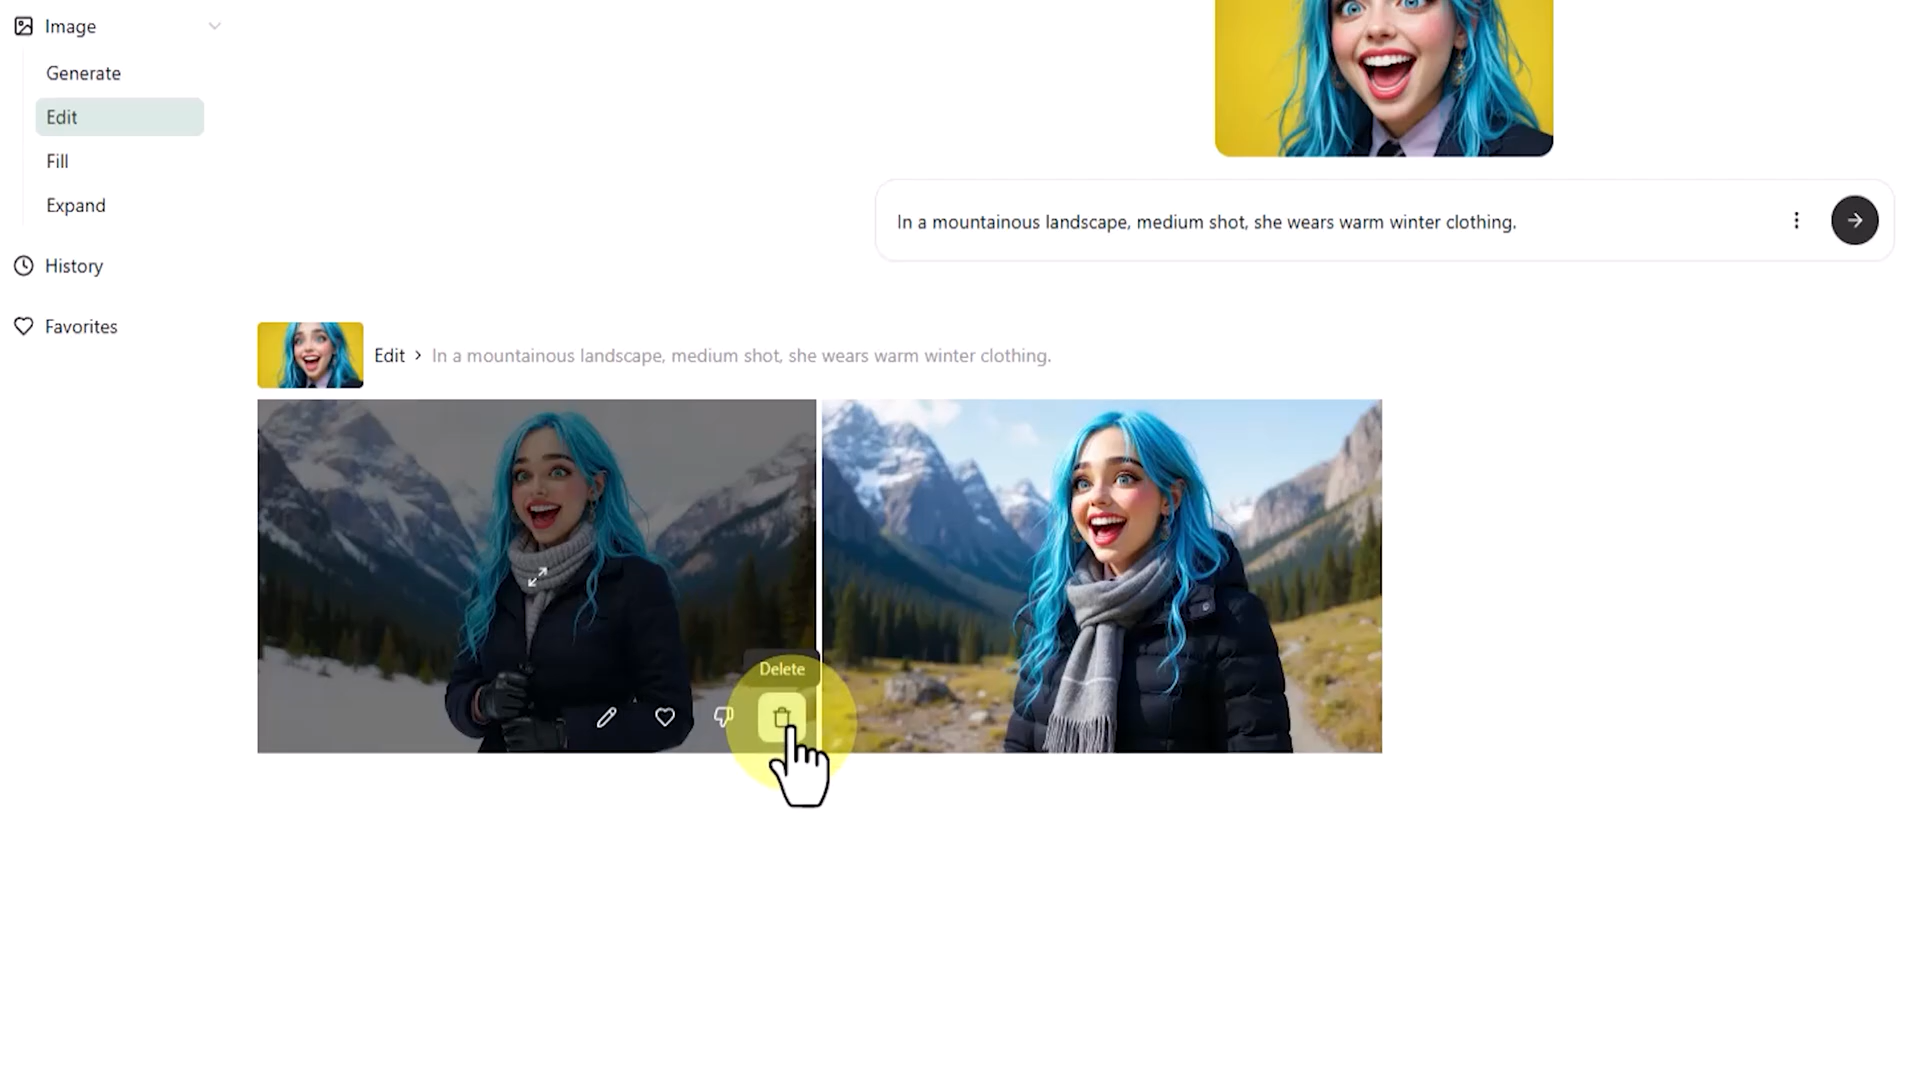 Image
Generate
Edit
Fill
Expand
History
Favorites
In a mountainous landscape, medium shot, she wears warm winter clothing.
Edit > In a mountainous landscape, medium shot, she wears warm winter clothing.
Delete